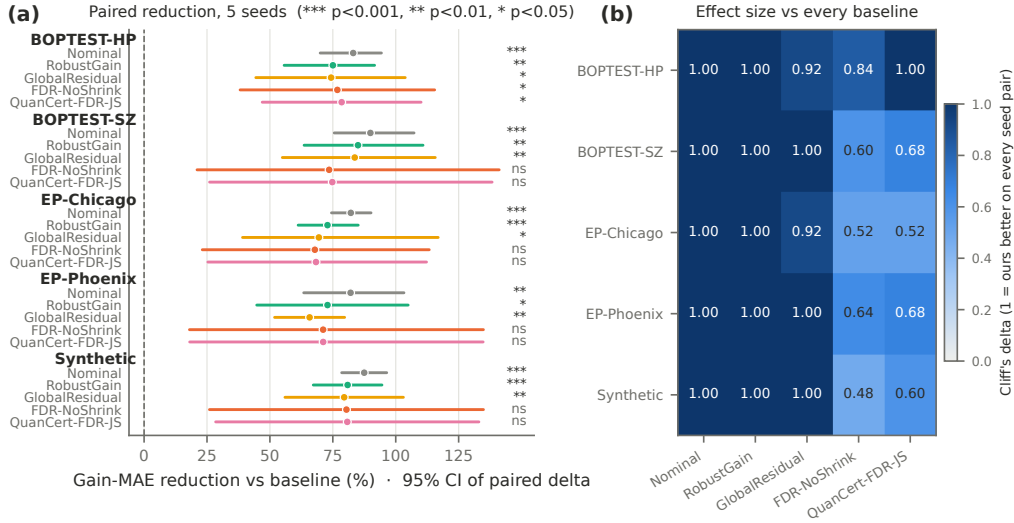 (a)
Paired reduction, 5 seeds (*** p<0.001, ** p<0.01, * p<0.05)
BOPTEST-HP
Nominal ***
RobustGain **
GlobalResidual *
FDR-NoShrink *
QuanCert-FDR-JS *
BOPTEST-SZ
Nominal ***
RobustGain **
GlobalResidual **
FDR-NoShrink ns
QuanCert-FDR-JS ns
EP-Chicago
Nominal ***
RobustGain ***
GlobalResidual *
FDR-NoShrink ns
QuanCert-FDR-JS ns
EP-Phoenix
Nominal **
RobustGain *
GlobalResidual **
FDR-NoShrink ns
QuanCert-FDR-JS ns
Synthetic
Nominal ***
RobustGain ***
GlobalResidual **
FDR-NoShrink ns
QuanCert-FDR-JS ns
0 25 50 75 100 125
Gain-MAE reduction vs baseline (%) · 95% CI of paired delta
(b)
Effect size vs every baseline
BOPTEST-HP 1.00 1.00 0.92 0.84 1.00
BOPTEST-SZ 1.00 1.00 1.00 0.60 0.68
EP-Chicago 1.00 1.00 0.92 0.52 0.52
EP-Phoenix 1.00 1.00 1.00 0.64 0.68
Synthetic 1.00 1.00 1.00 0.48 0.60
Nominal
RobustGain
GlobalResidual
FDR-NoShrink
QuanCert-FDR-JS
1.0
0.8
0.6
0.4
0.2
0.0
Cliff's delta (1 = ours better on every seed pair)